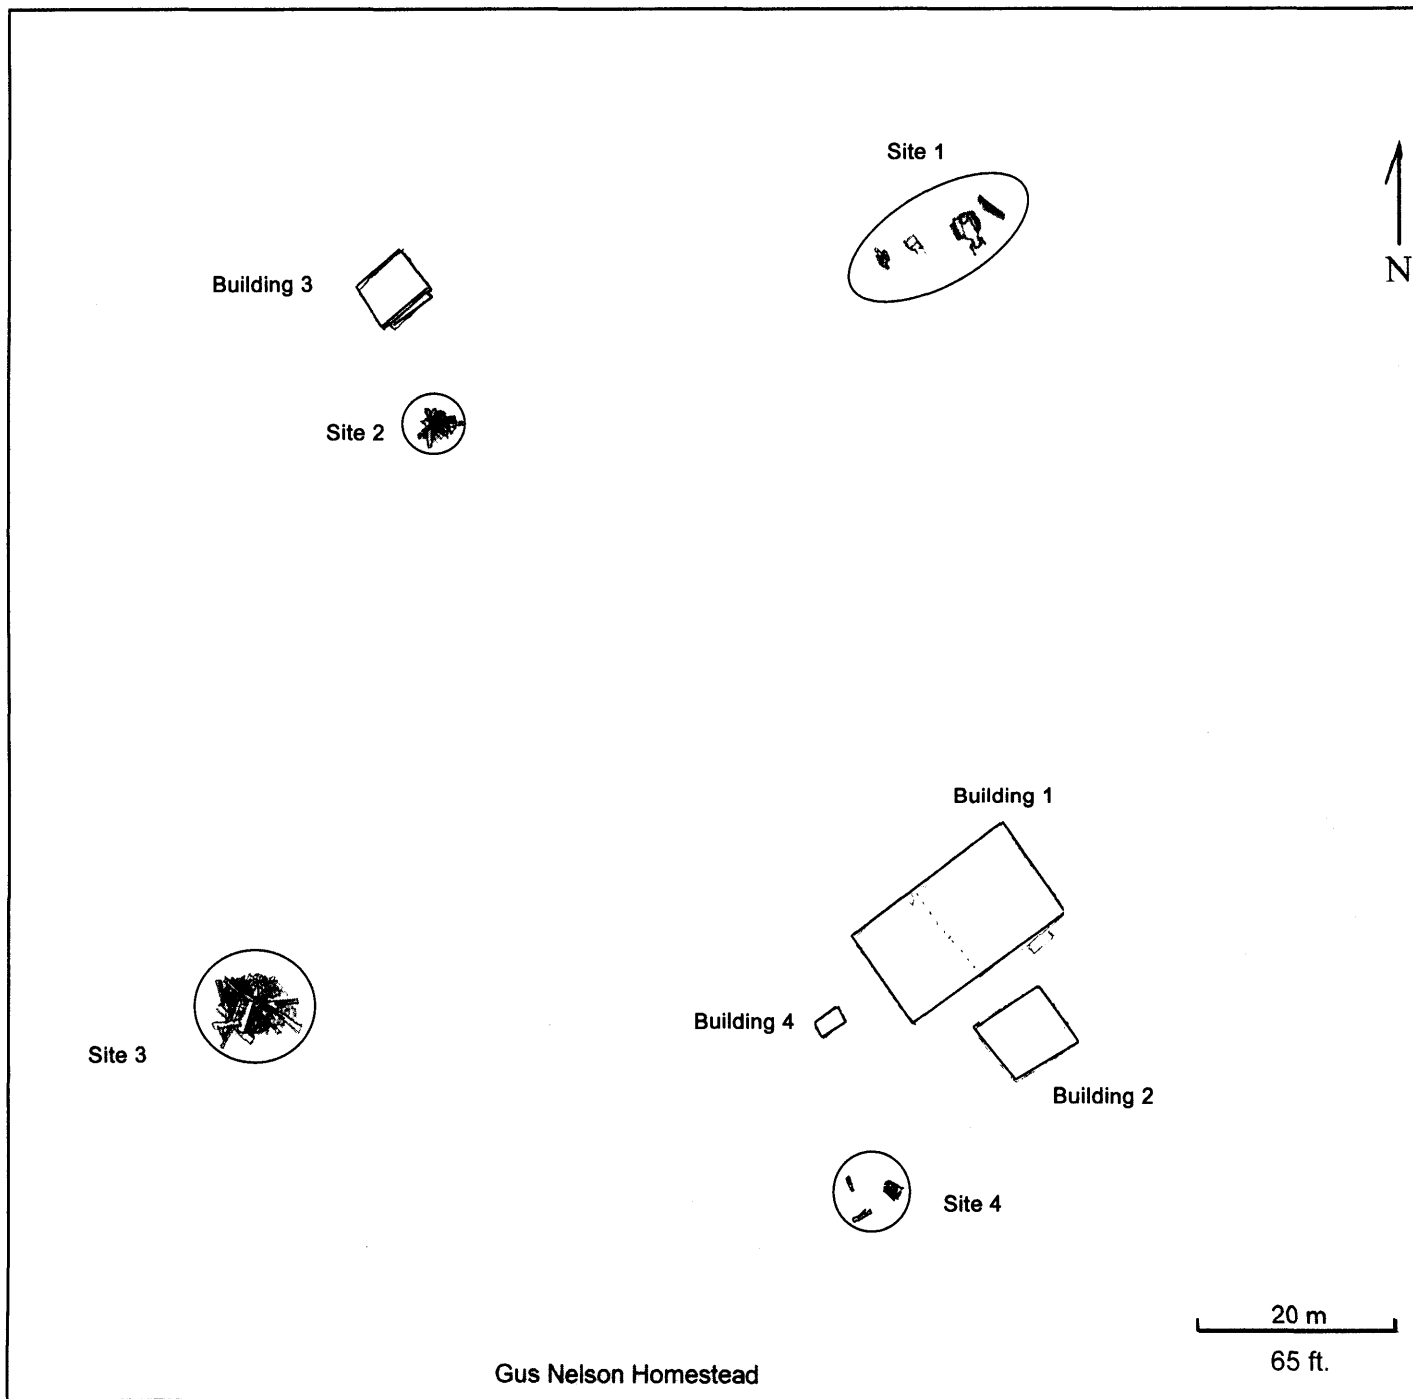 Site 1
N
Building 3
Site 2
Building 1
Building 4
Site 3
Building 2
Site 4
20 m
65 ft.
Gus Nelson Homestead